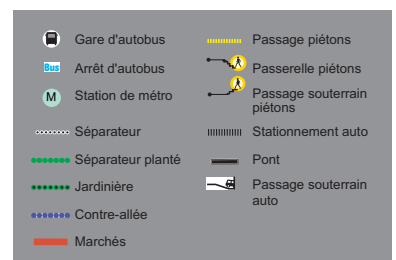 Gare d'autobus
Bus Arrêt d'autobus
M Station de métro
Séparateur
Séparateur planté
Jardinière
Contre-allée
Marchés
Passage piétons
Passerelle piétons
Passage souterrain
piétons
Stationnement auto
Pont
Passage souterrain
auto